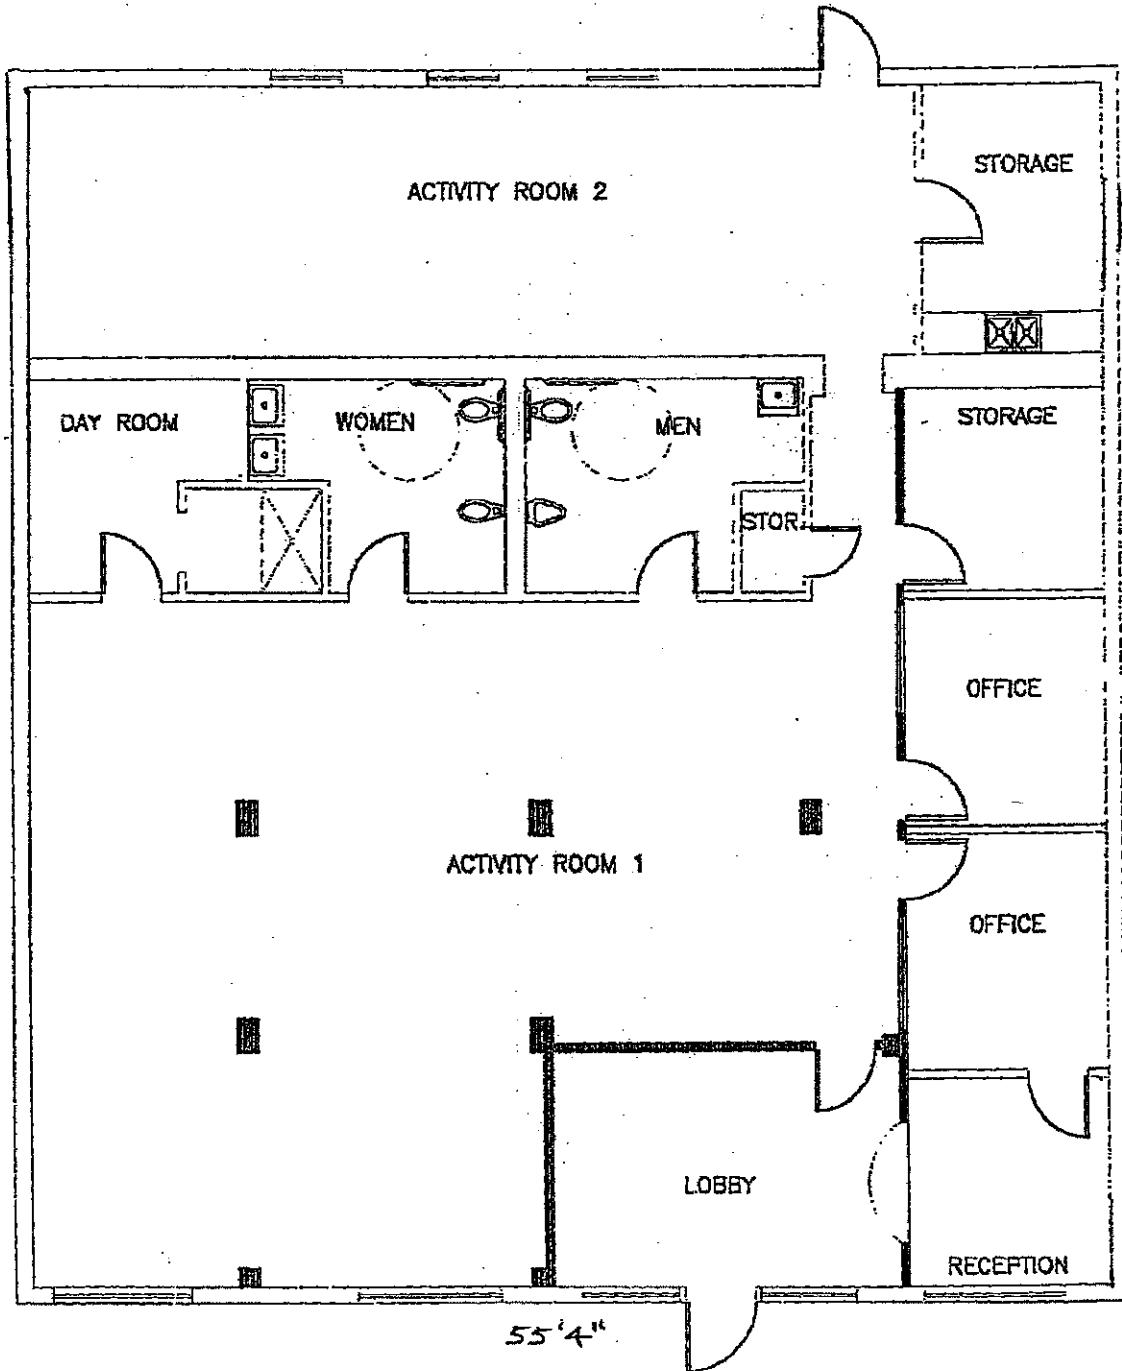 STORAGE
ACTIVITY ROOM 2
DAY ROOM
WOMEN
MEN
STORAGE
STOR.
OFFICE
ACTIVITY ROOM 1
OFFICE
LOBBY
RECEPTION
55'4"